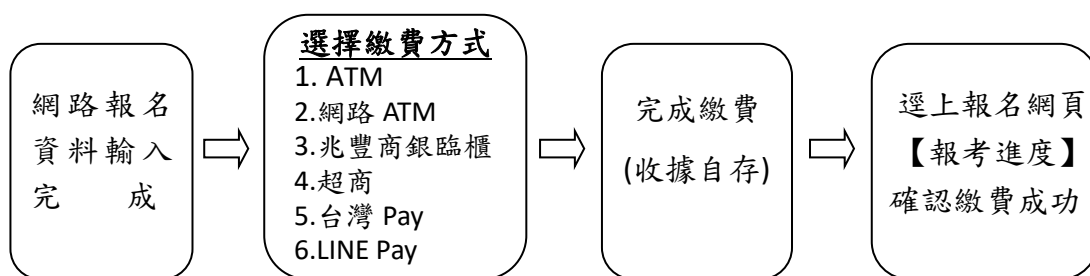 網路報名
資料輸入
完成
選擇繳費方式
1. ATM
2.網路 ATM
3.兆豐商銀臨櫃
4.超商
5.台灣 Pay
6.LINE Pay
完成繳費
(收據自存)
逕上報名網頁
【報考進度】
確認繳費成功